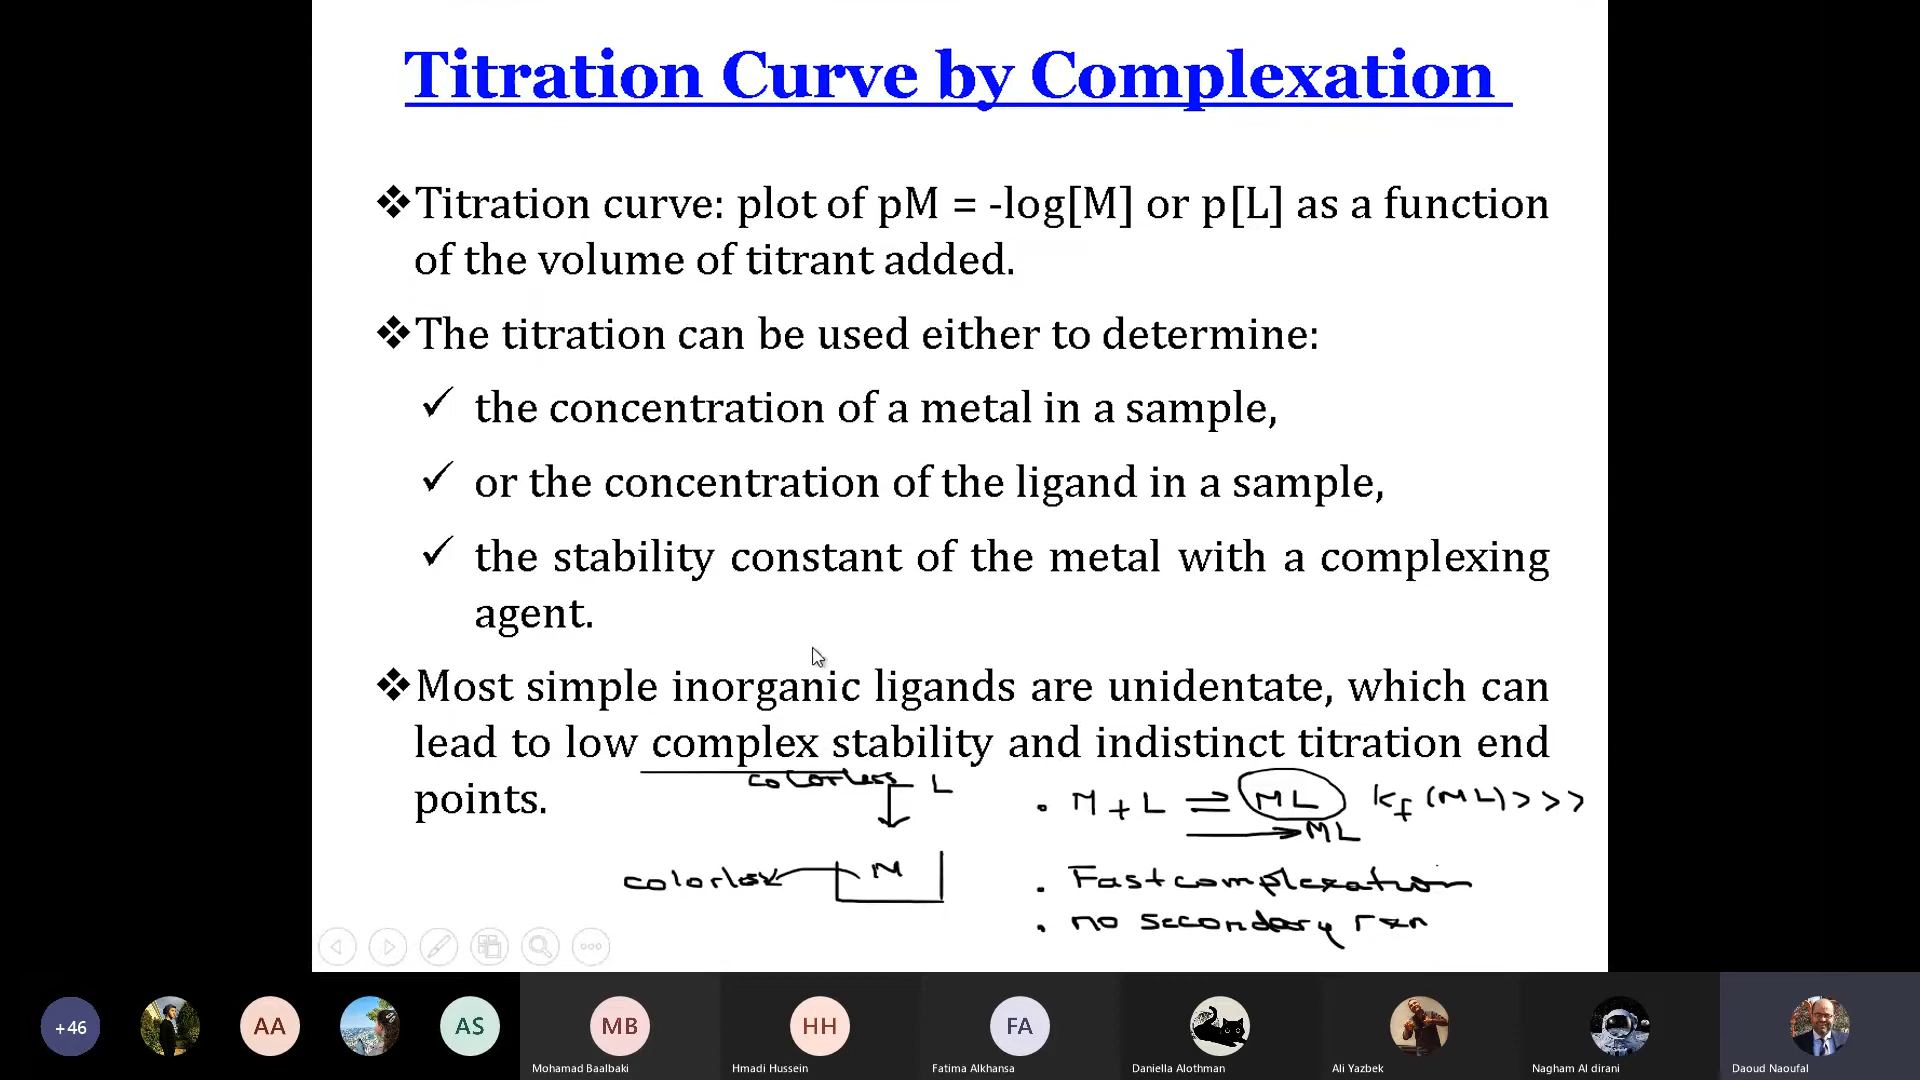 Titration Curve by Complexation
❖Titration curve: plot of pM = -log[M] or p[L] as a function
of the volume of titrant added.
❖The titration can be used either to determine:
✓ the concentration of a metal in a sample,
✓ or the concentration of the ligand in a sample,
✓ the stability constant of the metal with a complexing
agent.
❖Most simple inorganic ligands are unidentate, which can
lead to low complex stability and indistinct titration end
points.
colorless L
M
. M + L ⇌ ML Kf (ML) >>>
→ ML
. Fast complexation
. no secondary rxn
+46
AA
AS
MB
HH
FA
Mohamad Baalbaki
Hmadi Hussein
Fatima Alkhansa
Daniella Alothman
Ali Yazbek
Nagham Al dirani
Daoud Naoufal